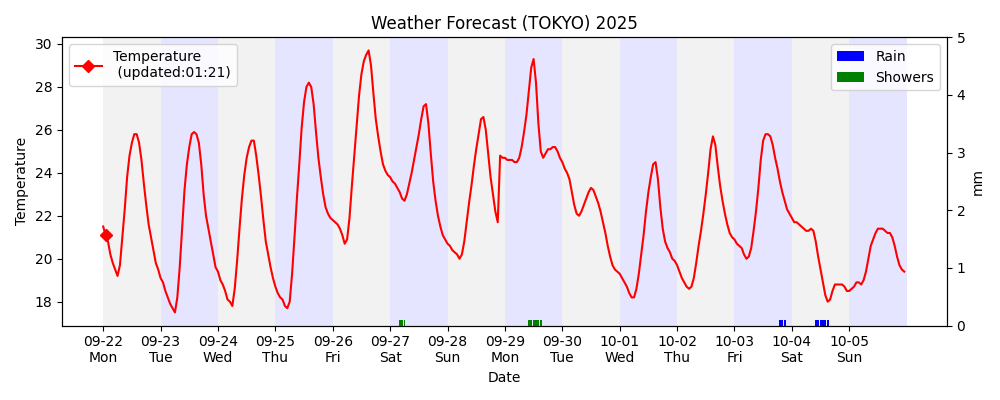 Weather Forecast (TOKYO) 2025
Temperature
(updated:01:21)
Rain
Showers
Temperature
30
28
26
24
22
20
18
5
4
3
2
1
0
mm
09-22 09-23 09-24 09-25 09-26 09-27 09-28 09-29 09-30 10-01 10-02 10-03 10-04 10-05
Mon Tue Wed Thu Fri Sat Sun Mon Tue Wed Thu Fri Sat Sun
Date